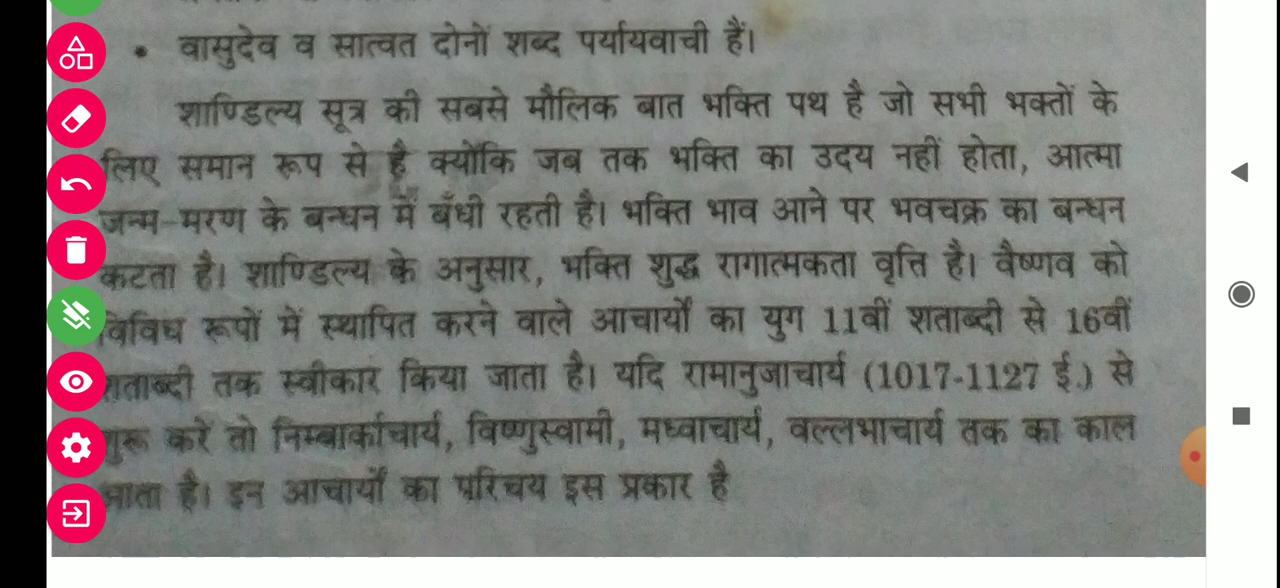 • वासुदेव व सात्वत दोनों शब्द पर्यायवाची हैं।
शाण्डिल्य सूत्र की सबसे मौलिक बात भक्ति पथ है जो सभी भक्तों के
लिए समान रूप से है क्योंकि जब तक भक्ति का उदय नहीं होता, आत्मा
जन्म-मरण के बन्धन में बँधी रहती है। भक्ति भाव आने पर भवचक्र का बन्धन
कटता है। शाण्डिल्य के अनुसार, भक्ति शुद्ध रागात्मकता वृत्ति है। वैष्णव को
विविध रूपों में स्थापित करने वाले आचार्यों का युग 11वीं शताब्दी से 16वीं
शताब्दी तक स्वीकार किया जाता है। यदि रामानुजाचार्य (1017-1127 ई.) से
शुरू करें तो निम्बार्काचार्य, विष्णुस्वामी, मध्वाचार्य, वल्लभाचार्य तक का काल
आता है। इन आचार्यों का परिचय इस प्रकार है